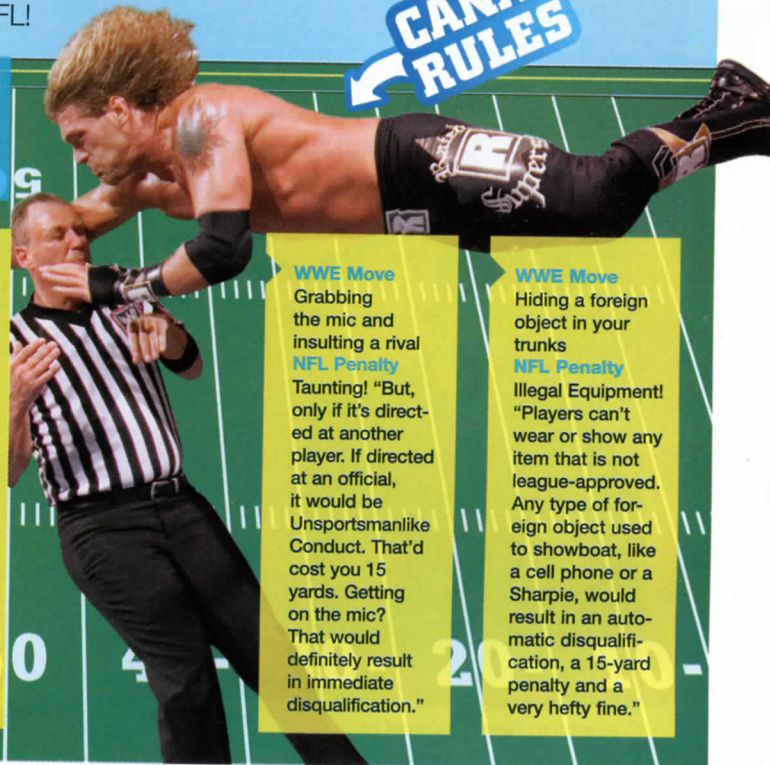 FL!
RULES
R
WWE Move
Grabbing
the mic and
insulting a rival
NFL Penalty
Taunting! “But,
only if it’s direct-
ed at another
player. If directed
at an official,
it would be
Unsportsmanlike
Conduct. That’d
cost you 15
yards. Getting
on the mic?
That would
definitely result
in immediate
disqualification.”
WWE Move
Hiding a foreign
object in your
trunks
NFL Penalty
Illegal Equipment!
“Players can’t
wear or show any
item that is not
league-approved.
Any type of for-
eign object used
to showboat, like
a cell phone or a
Sharpie, would
result in an auto-
matic disqualifi-
cation, a 15-yard
penalty and a
very hefty fine.”